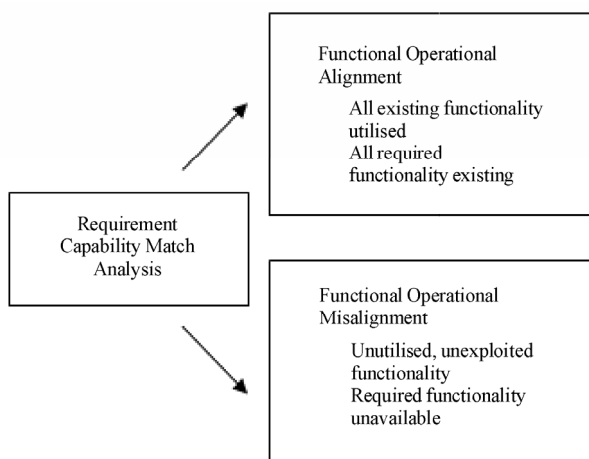 Functional Operational
Alignment
All existing functionality
utilised
All required
functionality existing
Requirement
Capability Match
Analysis
Functional Operational
Misalignment
Unutilised, unexploited
functionality
Required functionality
unavailable